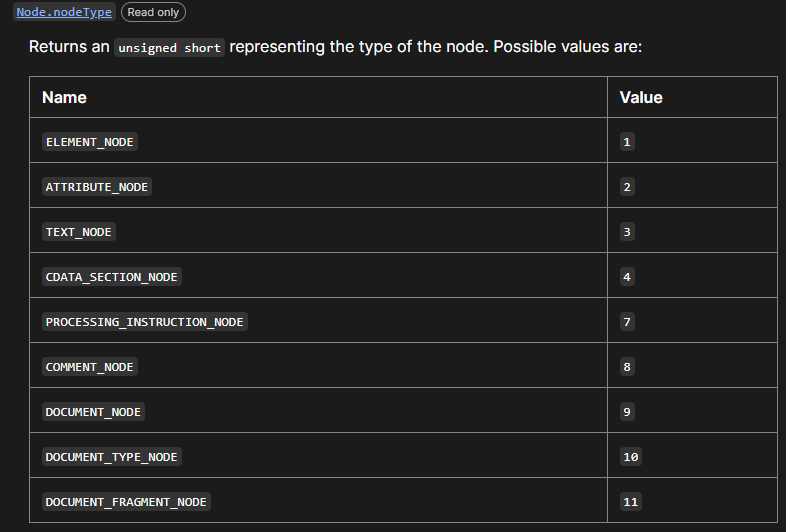 Node.nodeType Read only
Returns an unsigned short representing the type of the node. Possible values are:
Name Value
ELEMENT_NODE 1
ATTRIBUTE_NODE 2
TEXT_NODE 3
CDATA_SECTION_NODE 4
PROCESSING_INSTRUCTION_NODE 7
COMMENT_NODE 8
DOCUMENT_NODE 9
DOCUMENT_TYPE_NODE 10
DOCUMENT_FRAGMENT_NODE 11